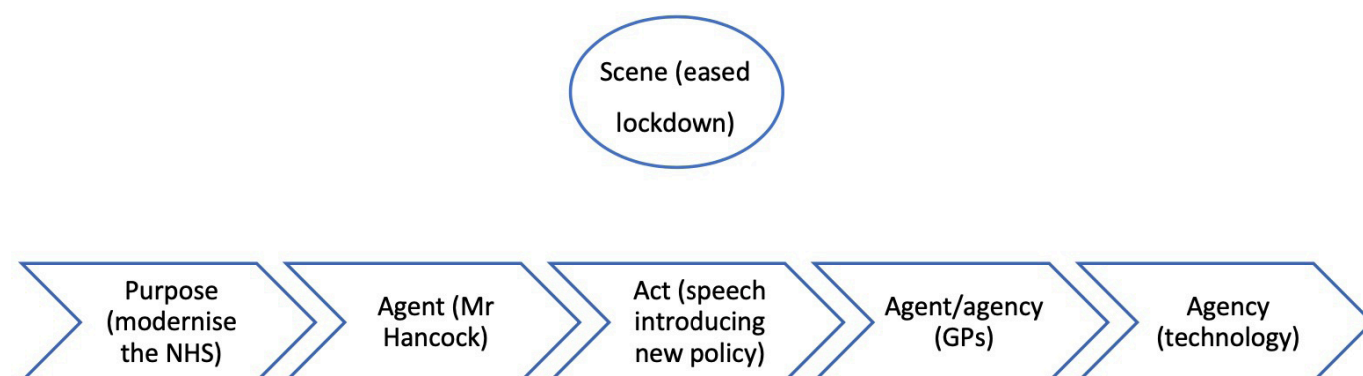 Scene (eased
lockdown)
Purpose
(modernise
the NHS)
Agent (Mr
Hancock)
Act (speech
introducing
new policy)
Agent/agency
(GPs)
Agency
(technology)